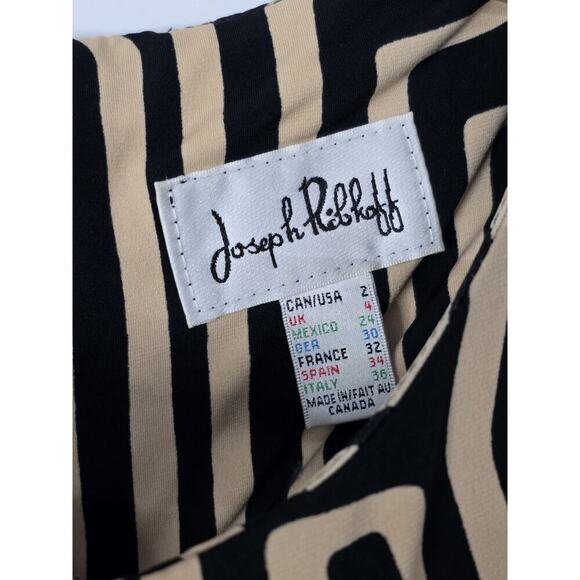 Joseph Ribkoff
CAN/USA 2
UK 4
MEXICO 24
GER 30
FRANCE 32
SPAIN 34
ITALY 36
MADE IN/FAIT AU
CANADA